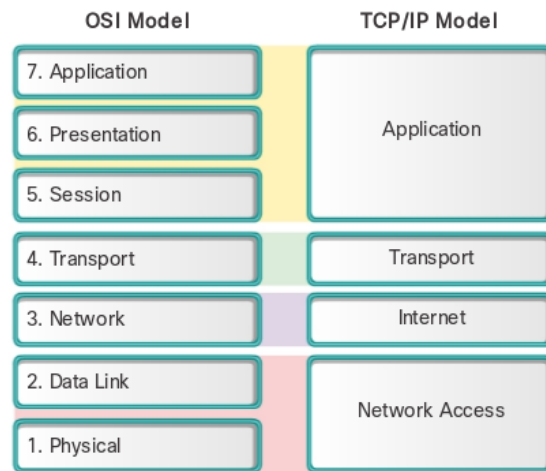 OSI Model
TCP/IP Model
7. Application
6. Presentation
5. Session
4. Transport
3. Network
2. Data Link
1. Physical
Application
Transport
Internet
Network Access